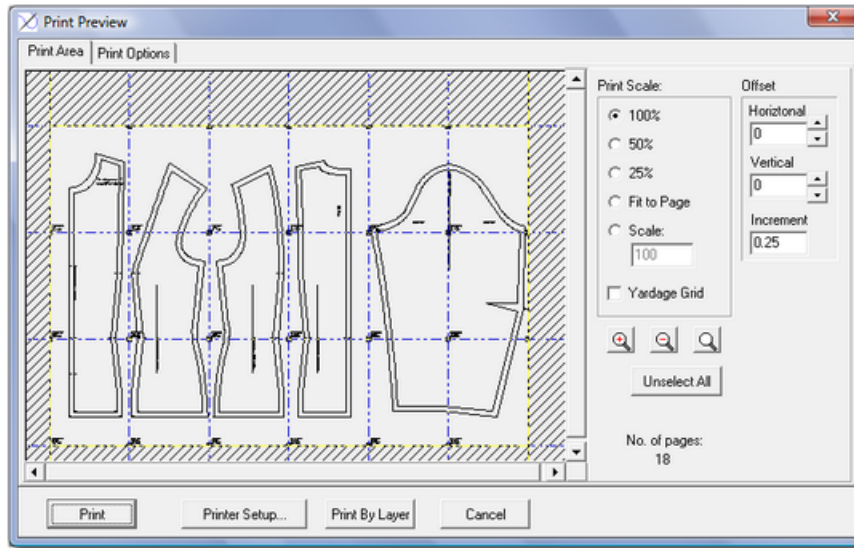 Print Preview
Print Area
Print Options
Print Scale:
100%
50%
25%
Fit to Page
Scale:
100
Yardage Grid
Offset
Horiztonal
0
Vertical
0
Increment
0.25
Unselect All
No. of pages:
18
Print
Printer Setup...
Print By Layer
Cancel